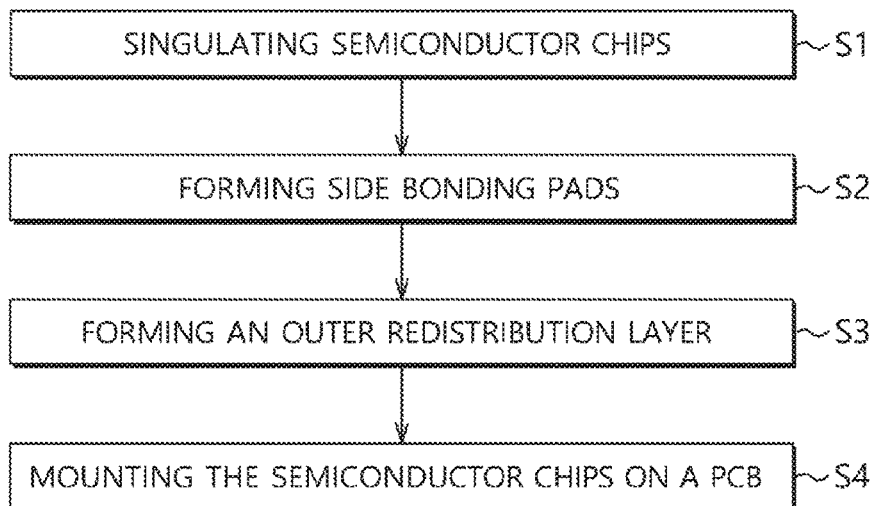 SINGULATING SEMICONDUCTOR CHIPS S1
FORMING SIDE BONDING PADS S2
FORMING AN OUTER REDISTRIBUTION LAYER S3
MOUNTING THE SEMICONDUCTOR CHIPS ON A PCB S4